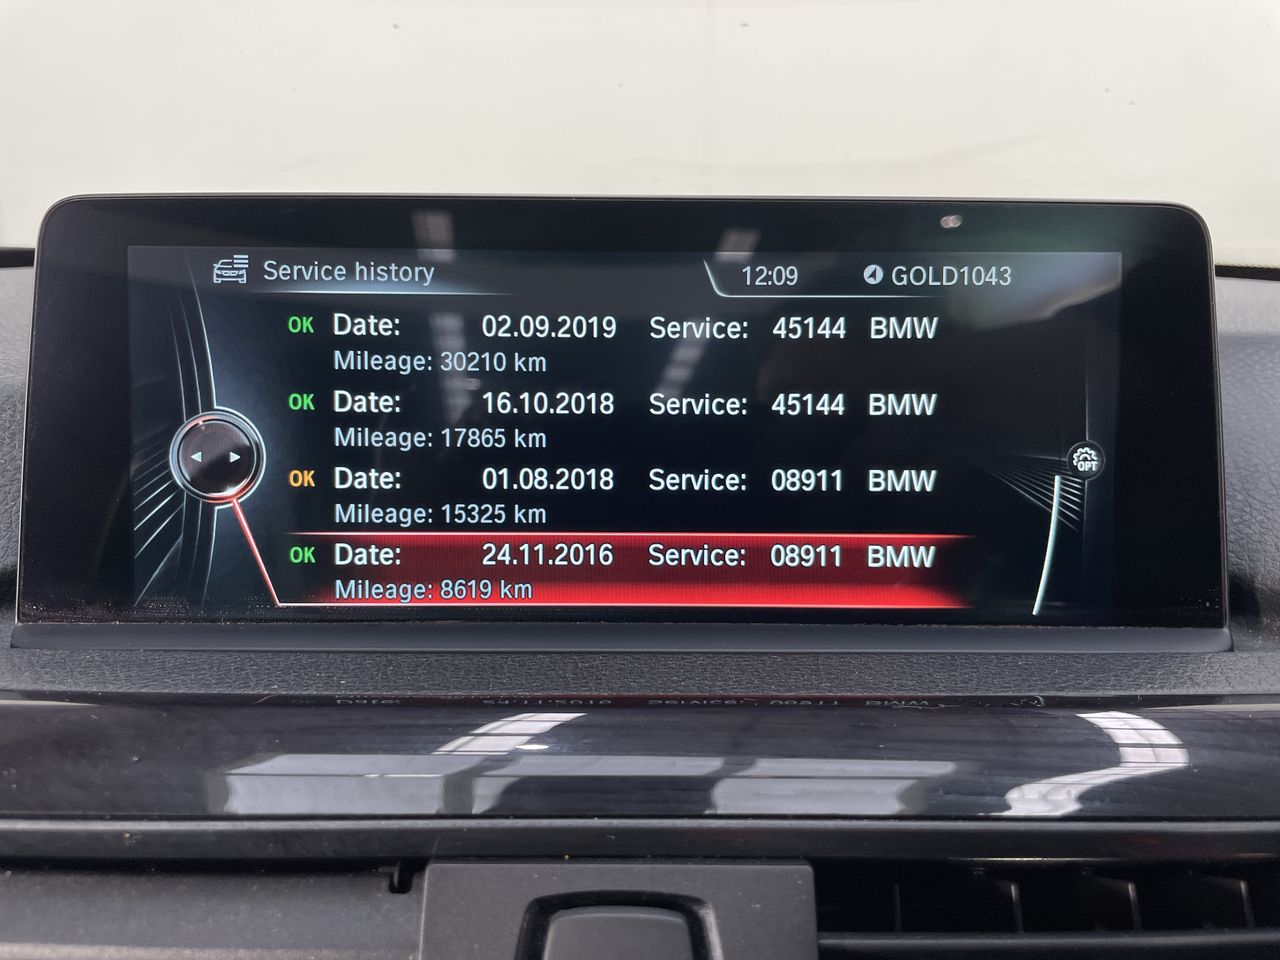 Service history 12:09 GOLD1043
OK Date: 02.09.2019 Service: 45144 BMW
Mileage: 30210 km
OK Date: 16.10.2018 Service: 45144 BMW
Mileage: 17865 km
OK Date: 01.08.2018 Service: 08911 BMW
Mileage: 15325 km
OPT
OK Date: 24.11.2016 Service: 08911 BMW
Mileage: 8619 km